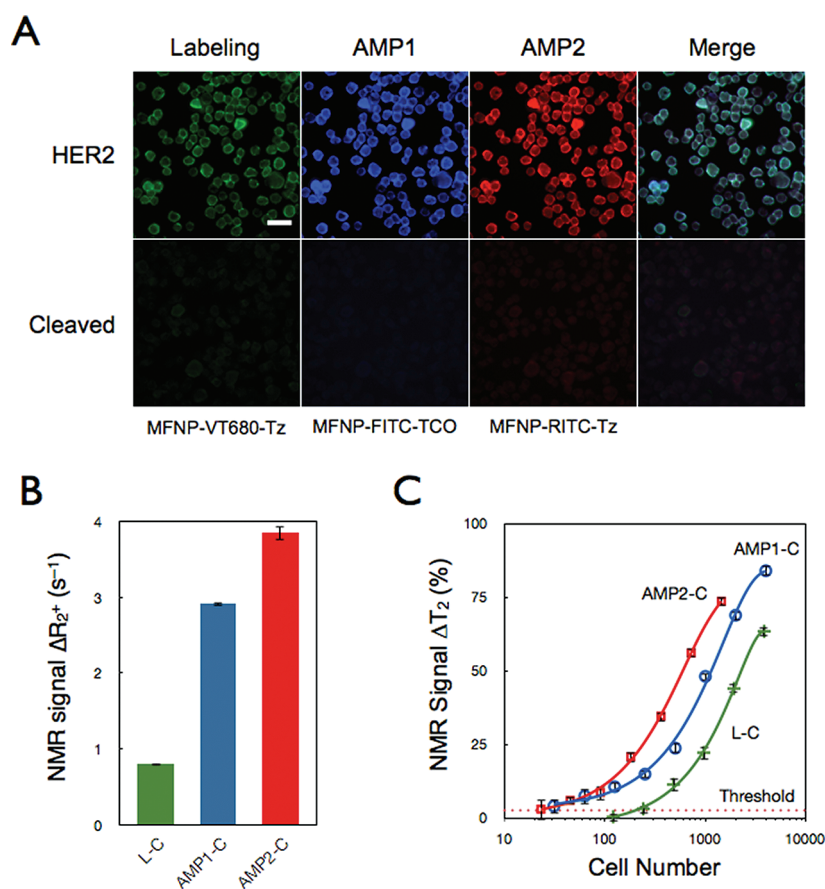 A
Labeling AMP1 AMP2 Merge
HER2
Cleaved
MFNP-VT680-Tz MFNP-FITC-TCO MFNP-RITC-Tz
B
NMR signal ΔR₂⁺ (s⁻¹)
4
3
2
1
0
L-C AMP1-C AMP2-C
C
NMR Signal ΔT₂ (%)
100
75
50
25
0
AMP1-C
AMP2-C
L-C
Threshold
10 100 1000 10000
Cell Number